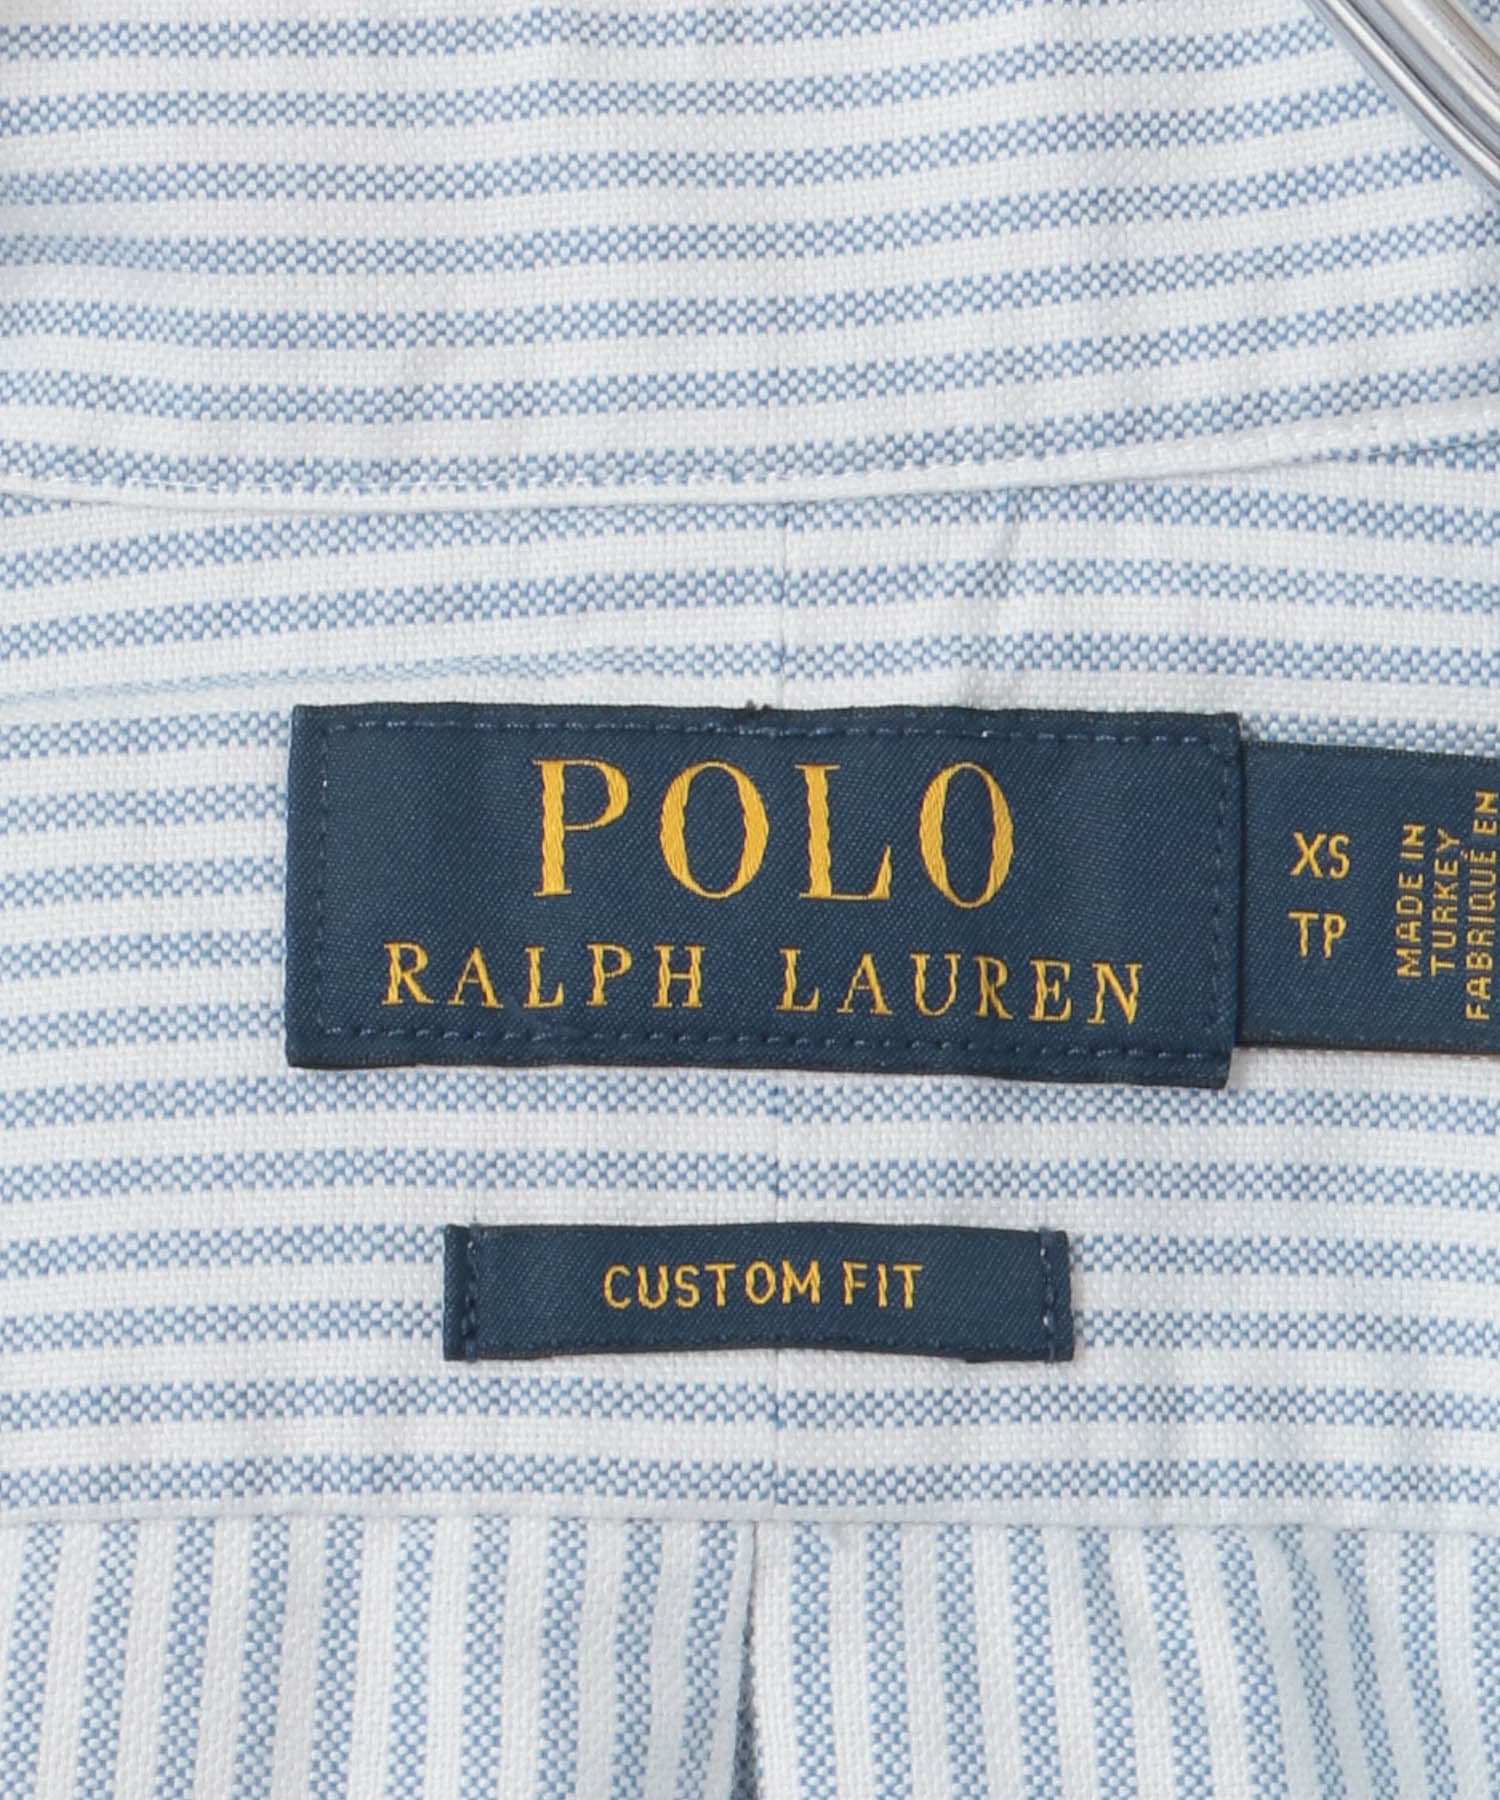 POLO
RALPH LAUREN
XS
TP
MADE IN
TURKEY
FABRIQUÉ EN
CUSTOM FIT